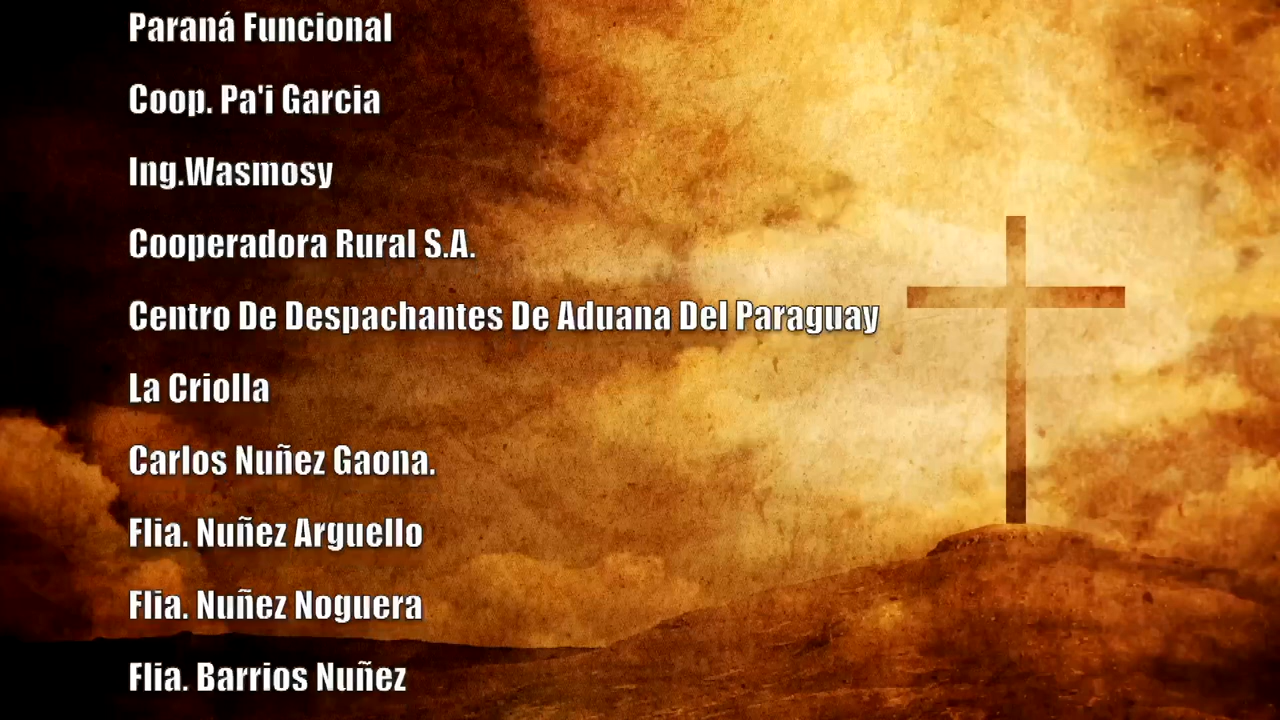 Paraná Funcional
Coop. Pa'i Garcia
Ing.Wasmosy
Cooperadora Rural S.A.
Centro De Despachantes De Aduana Del Paraguay
La Criolla
Carlos Nuñez Gaona.
Flia. Nuñez Arguello
Flia. Nuñez Noguera
Flia. Barrios Nuñez